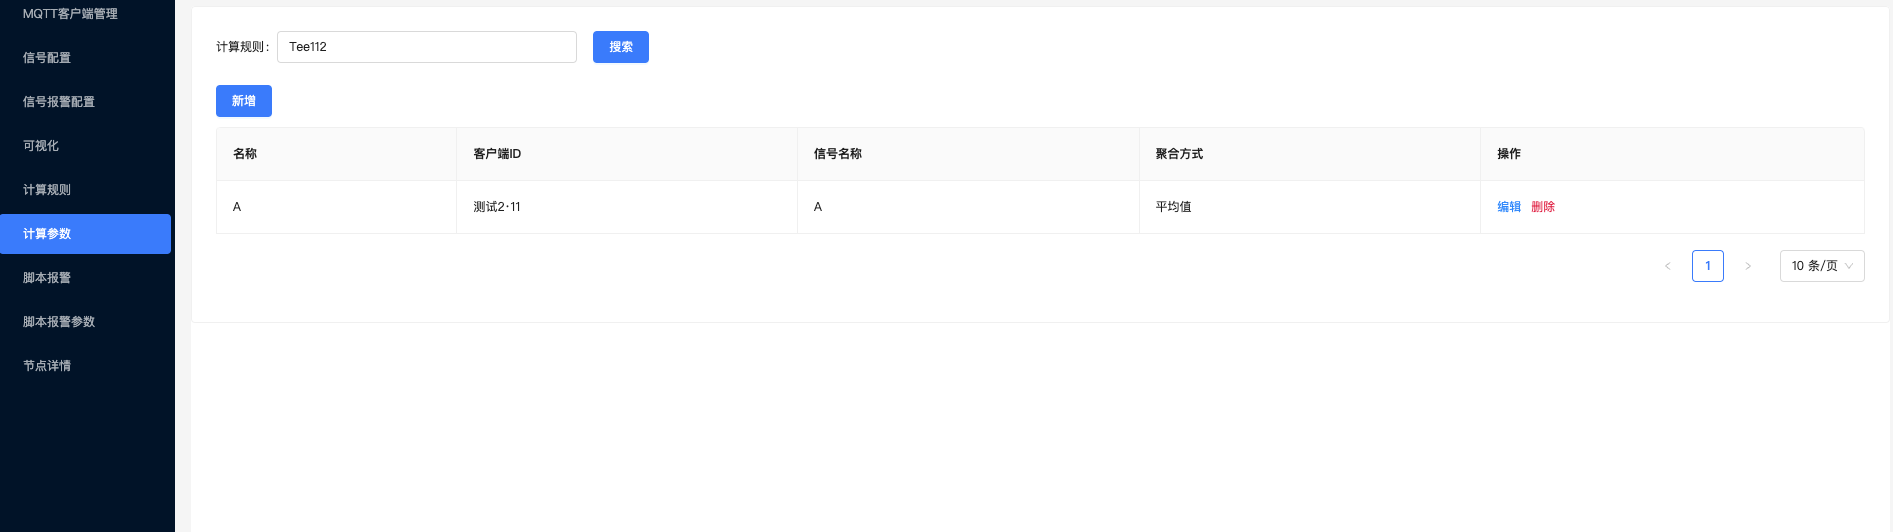 MQTT客户端管理
信号配置
信号报警配置
可视化
计算规则
计算参数
脚本报警
脚本报警参数
节点详情
计算规则： Tee112 搜索
新增
名称 客户端ID 信号名称 聚合方式 操作
A 测试2·11 A 平均值 编辑 删除
< 1 > 10 条/页